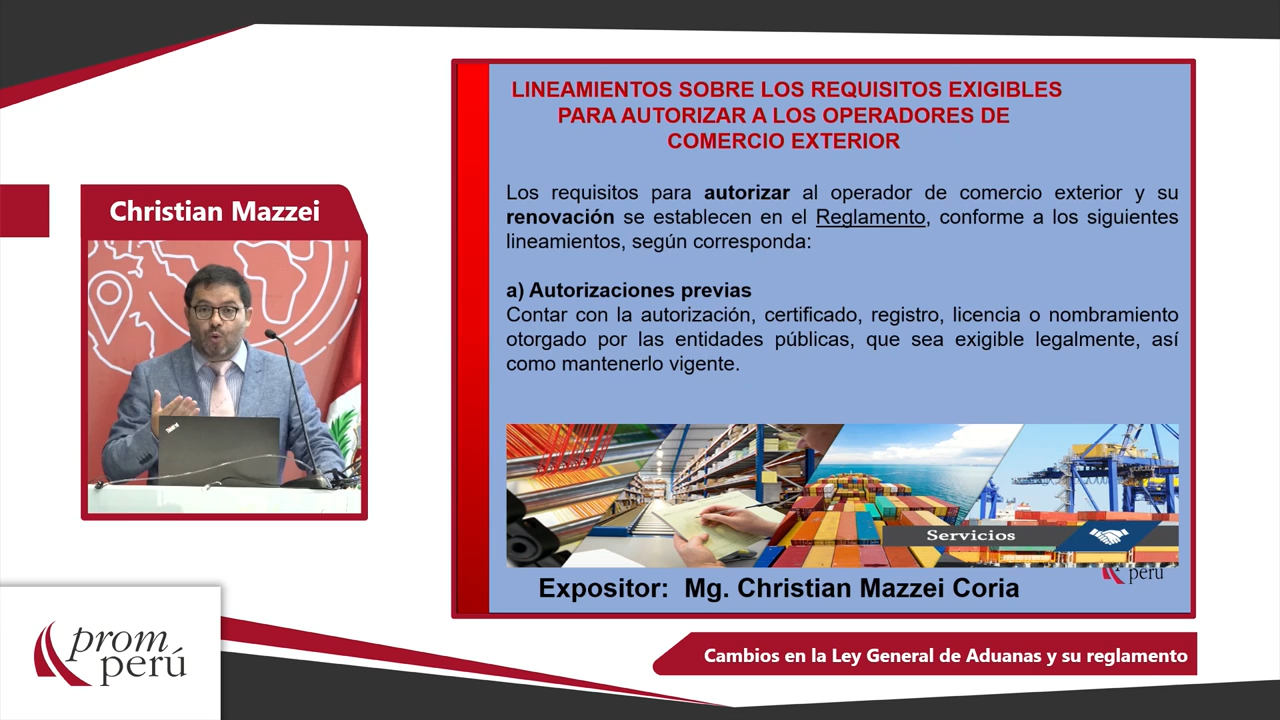 Christian Mazzei
LINEAMIENTOS SOBRE LOS REQUISITOS EXIGIBLES
PARA AUTORIZAR A LOS OPERADORES DE
COMERCIO EXTERIOR
Los requisitos para autorizar al operador de comercio exterior y su
renovación se establecen en el Reglamento, conforme a los siguientes
lineamientos, según corresponda:
a) Autorizaciones previas
Contar con la autorización, certificado, registro, licencia o nombramiento
otorgado por las entidades públicas, que sea exigible legalmente, así
como mantenerlo vigente.
Servicios
perú
Expositor: Mg. Christian Mazzei Coria
prom
perú
Cambios en la Ley General de Aduanas y su reglamento